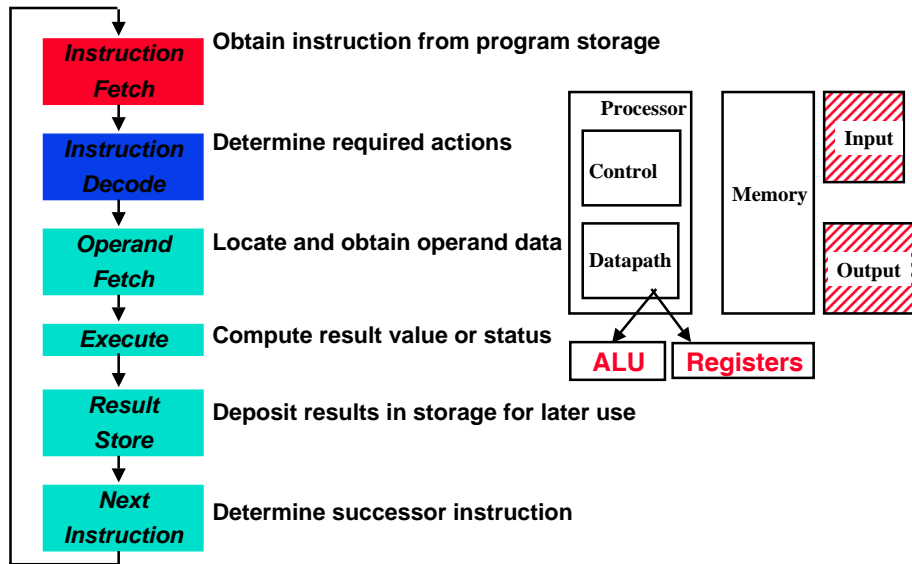 Instruction
Fetch
Obtain instruction from program storage
Instruction
Decode
Determine required actions
Operand
Fetch
Locate and obtain operand data
Execute
Compute result value or status
Result
Store
Deposit results in storage for later use
Next
Instruction
Determine successor instruction
Processor
Control
Datapath
Memory
Input
Output
ALU
Registers